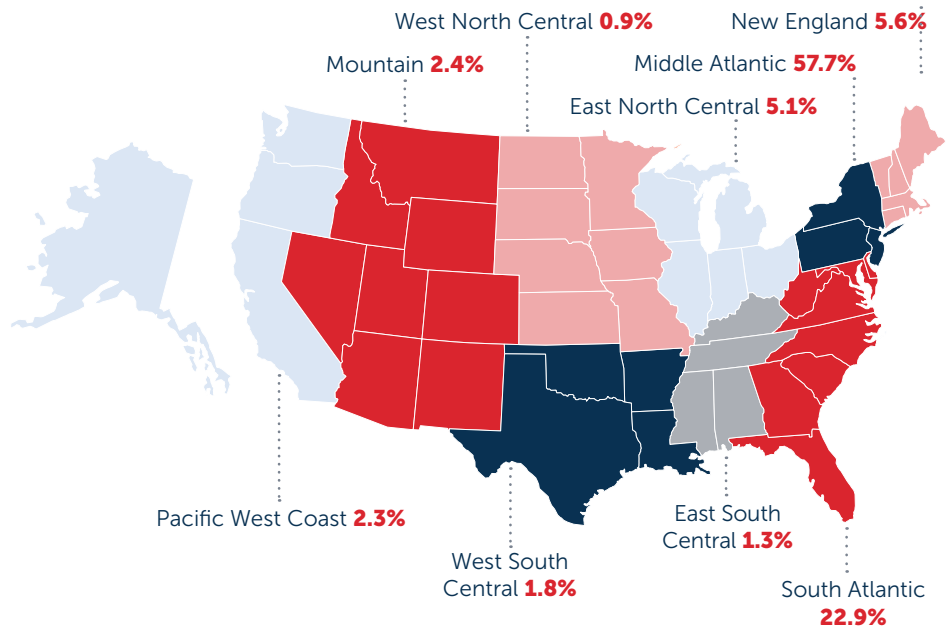 West North Central 0.9%
New England 5.6%
Mountain 2.4%
Middle Atlantic 57.7%
East North Central 5.1%
Pacific West Coast 2.3%
East South
Central 1.3%
West South
Central 1.8%
South Atlantic
22.9%